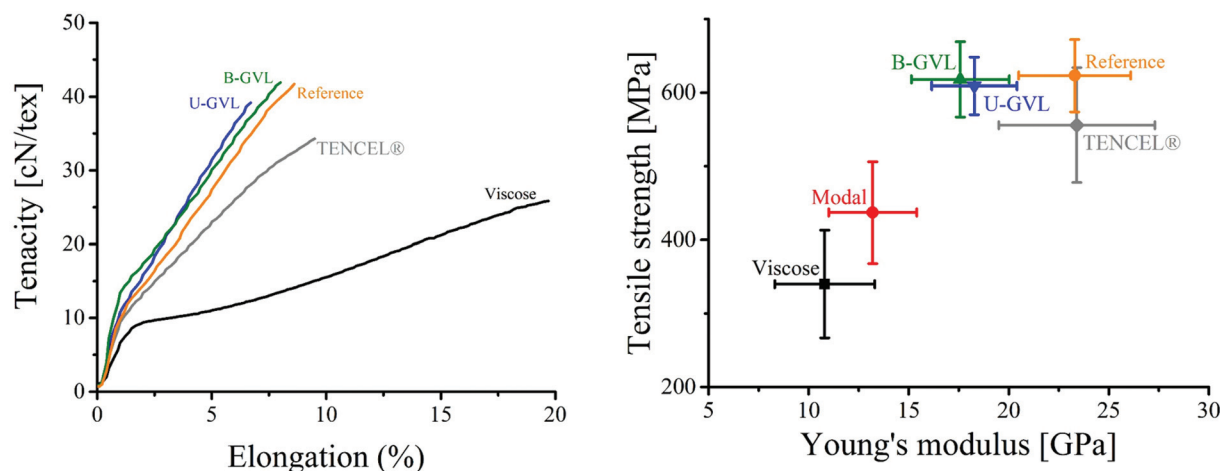 50
40
30
20
10
0
Tenacity [cN/tex]
B-GVL
U-GVL
Reference
TENCEL®
Viscose
0
5
10
15
20
Elongation (%)
600
400
200
Tensile strength [MPa]
B-GVL
Reference
U-GVL
TENCEL®
Modal
Viscose
5
10
15
20
25
30
Young's modulus [GPa]